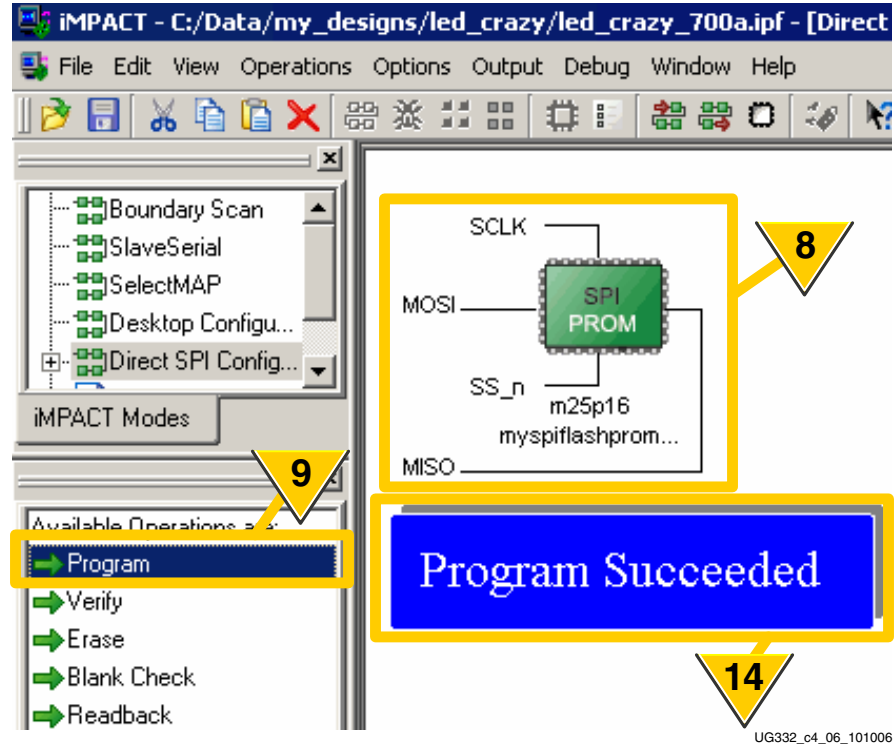 iMPACT - C:/Data/my_designs/led_crazy/led_crazy_700a.ipf - [Direct
File Edit View Operations Options Output Debug Window Help
Boundary Scan
SlaveSerial
SelectMAP
Desktop Configu...
Direct SPI Config...
iMPACT Modes
SCLK
8
MOSI
SPI
PROM
SS_n
m25p16
myspiflashprom...
MISO
9
Available Operations are:
Program
Verify
Erase
Blank Check
Readback
Program Succeeded
14
UG332_c4_06_101006